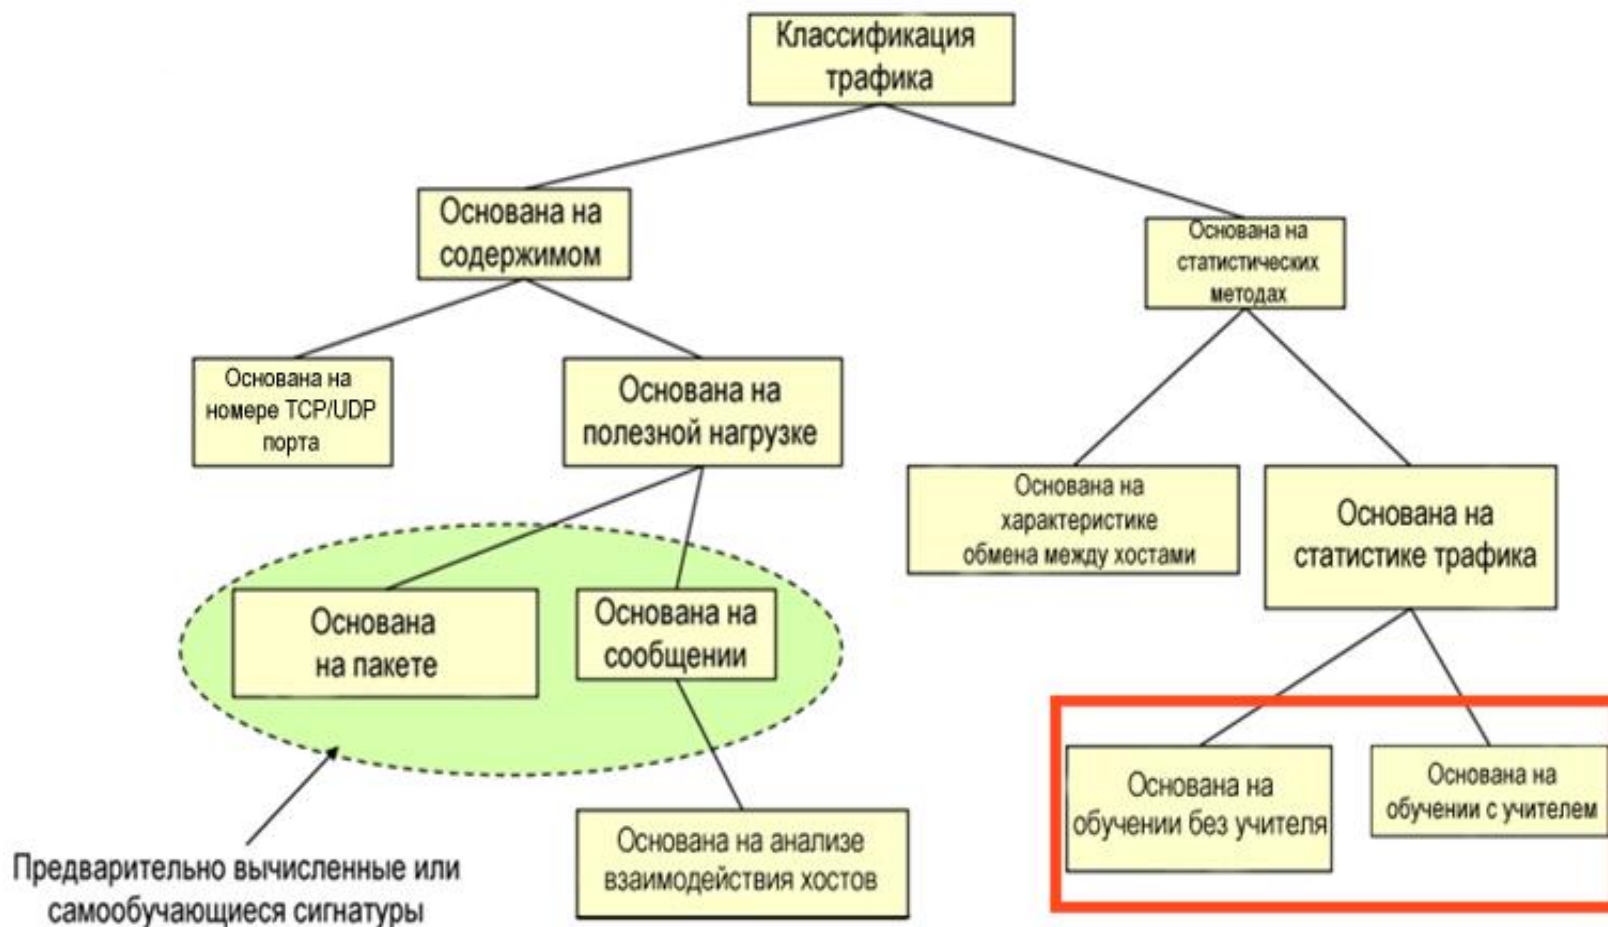 Классификация
трафика
Основана на
содержимом
Основана на
статистических
методах
Основана на
номере TCP/UDP
порта
Основана на
полезной нагрузке
Основана на
характеристике
обмена между хостами
Основана на
статистике трафика
Основана
на пакете
Основана на
сообщении
Основана на
обучении без учителя
Основана на
обучении с учителем
Основана на анализе
взаимодействия хостов
Предварительно вычисленные или
самообучающиеся сигнатуры